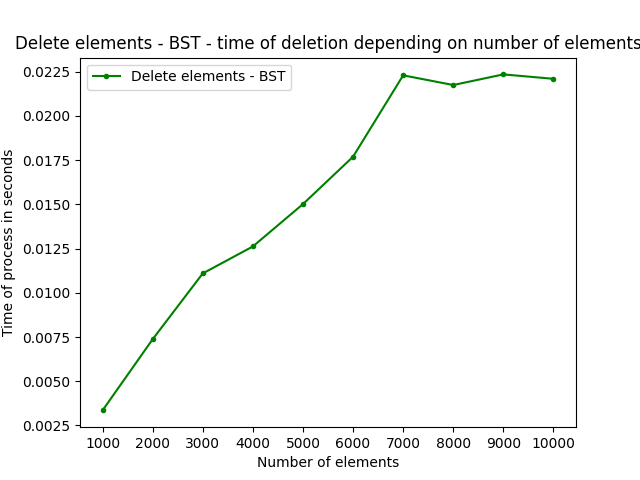 Delete elements - BST - time of deletion depending on number of elements
Delete elements - BST
0.0225
0.0200
0.0175
0.0150
0.0125
0.0100
0.0075
0.0050
0.0025
Time of process in seconds
1000 2000 3000 4000 5000 6000 7000 8000 9000 10000
Number of elements